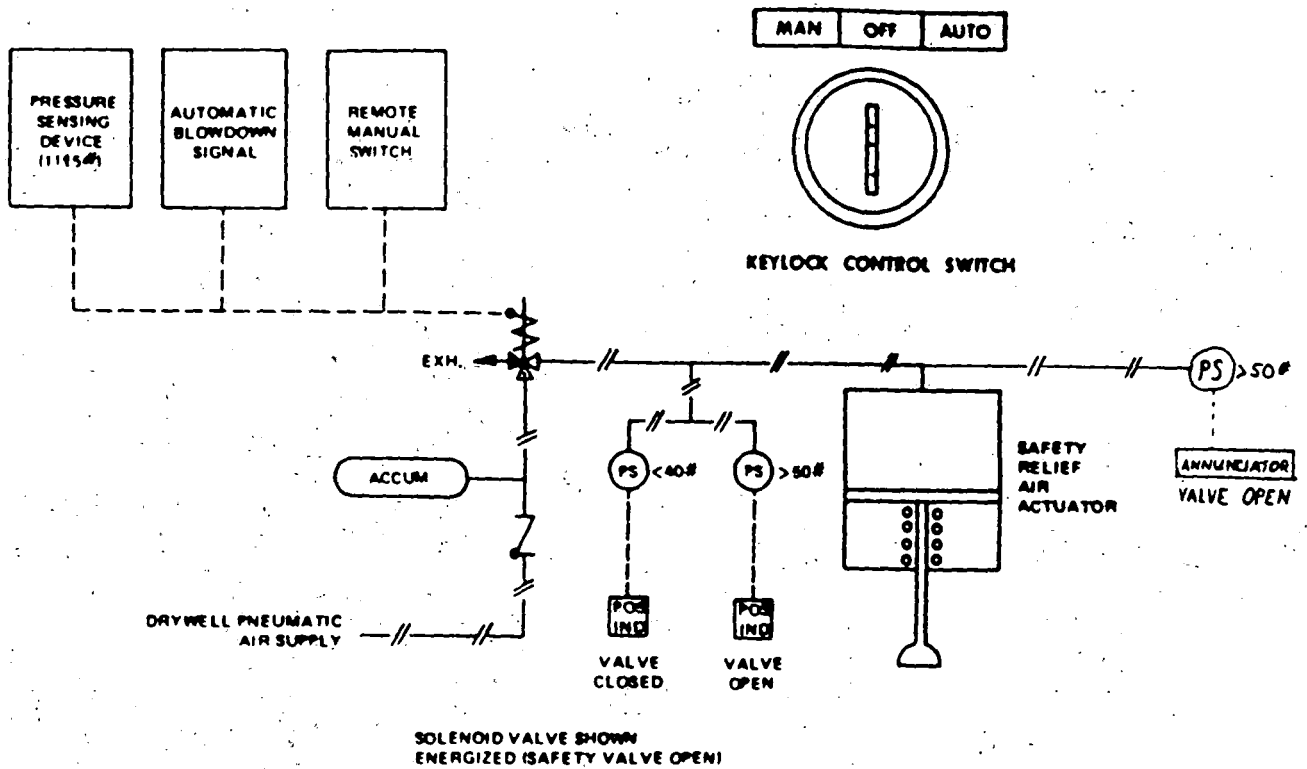 MAN OFF AUTO
PRESSURE
SENSING
DEVICE
(1125#)
AUTOMATIC
BLOWDOWN
SIGNAL
REMOTE
MANUAL
SWITCH
KEYLOCK CONTROL SWITCH
EXH.
PS >50#
ACCUM
PS <40#
PS >50#
SAFETY
RELIEF
AIR
ACTUATOR
ANNUNCIATOR
VALVE OPEN
DRYWELL PNEUMATIC
AIR SUPPLY
POS
IND
POS
IND
VALVE
CLOSED
VALVE
OPEN
SOLENOID VALVE SHOWN
ENERGIZED (SAFETY VALVE OPEN)